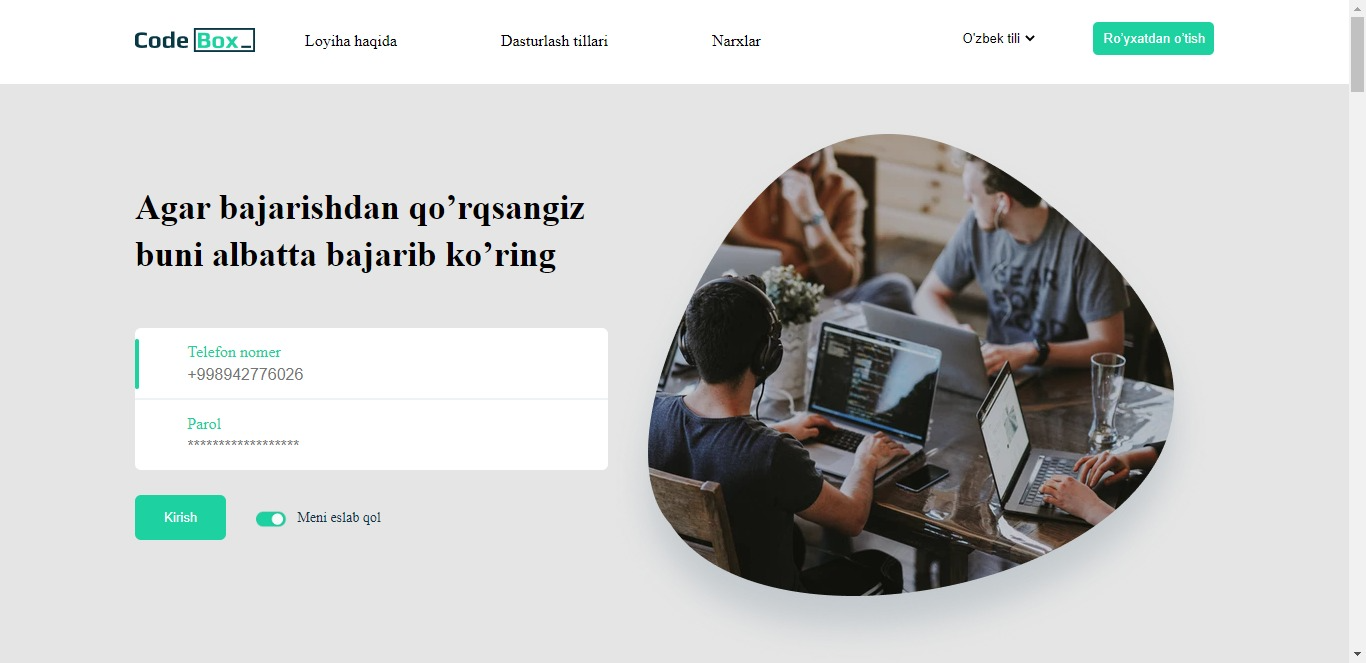 Code Box_
Loyiha haqida
Dasturlash tillari
Narxlar
O'zbek tili
Ro'yxatdan o'tish
Agar bajarishdan qo’rqsangiz
buni albatta bajarib ko’ring
Telefon nomer
+998942776026
Parol
******************
Kirish
Meni eslab qol